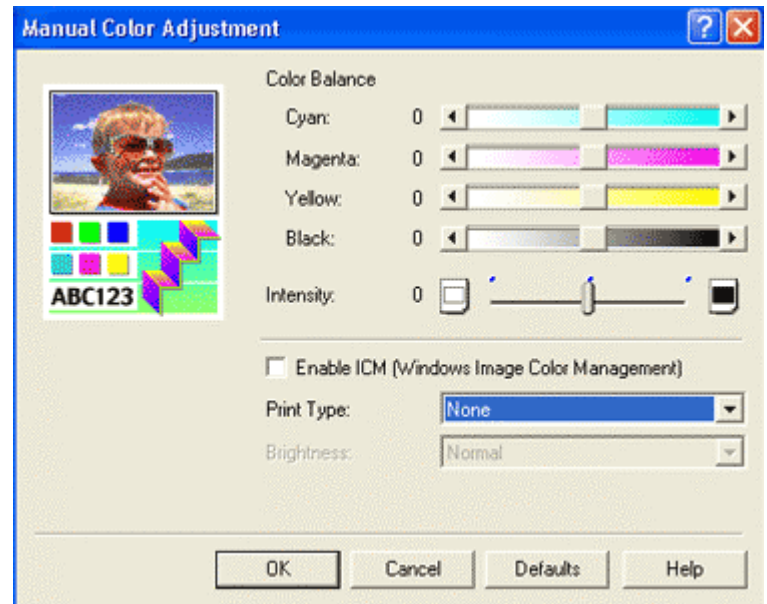 Manual Color Adjustment
Color Balance
Cyan: 0
Magenta: 0
Yellow: 0
Black: 0
ABC123
Intensity: 0
Enable ICM (Windows Image Color Management)
Print Type: None
Brightness: Normal
OK Cancel Defaults Help